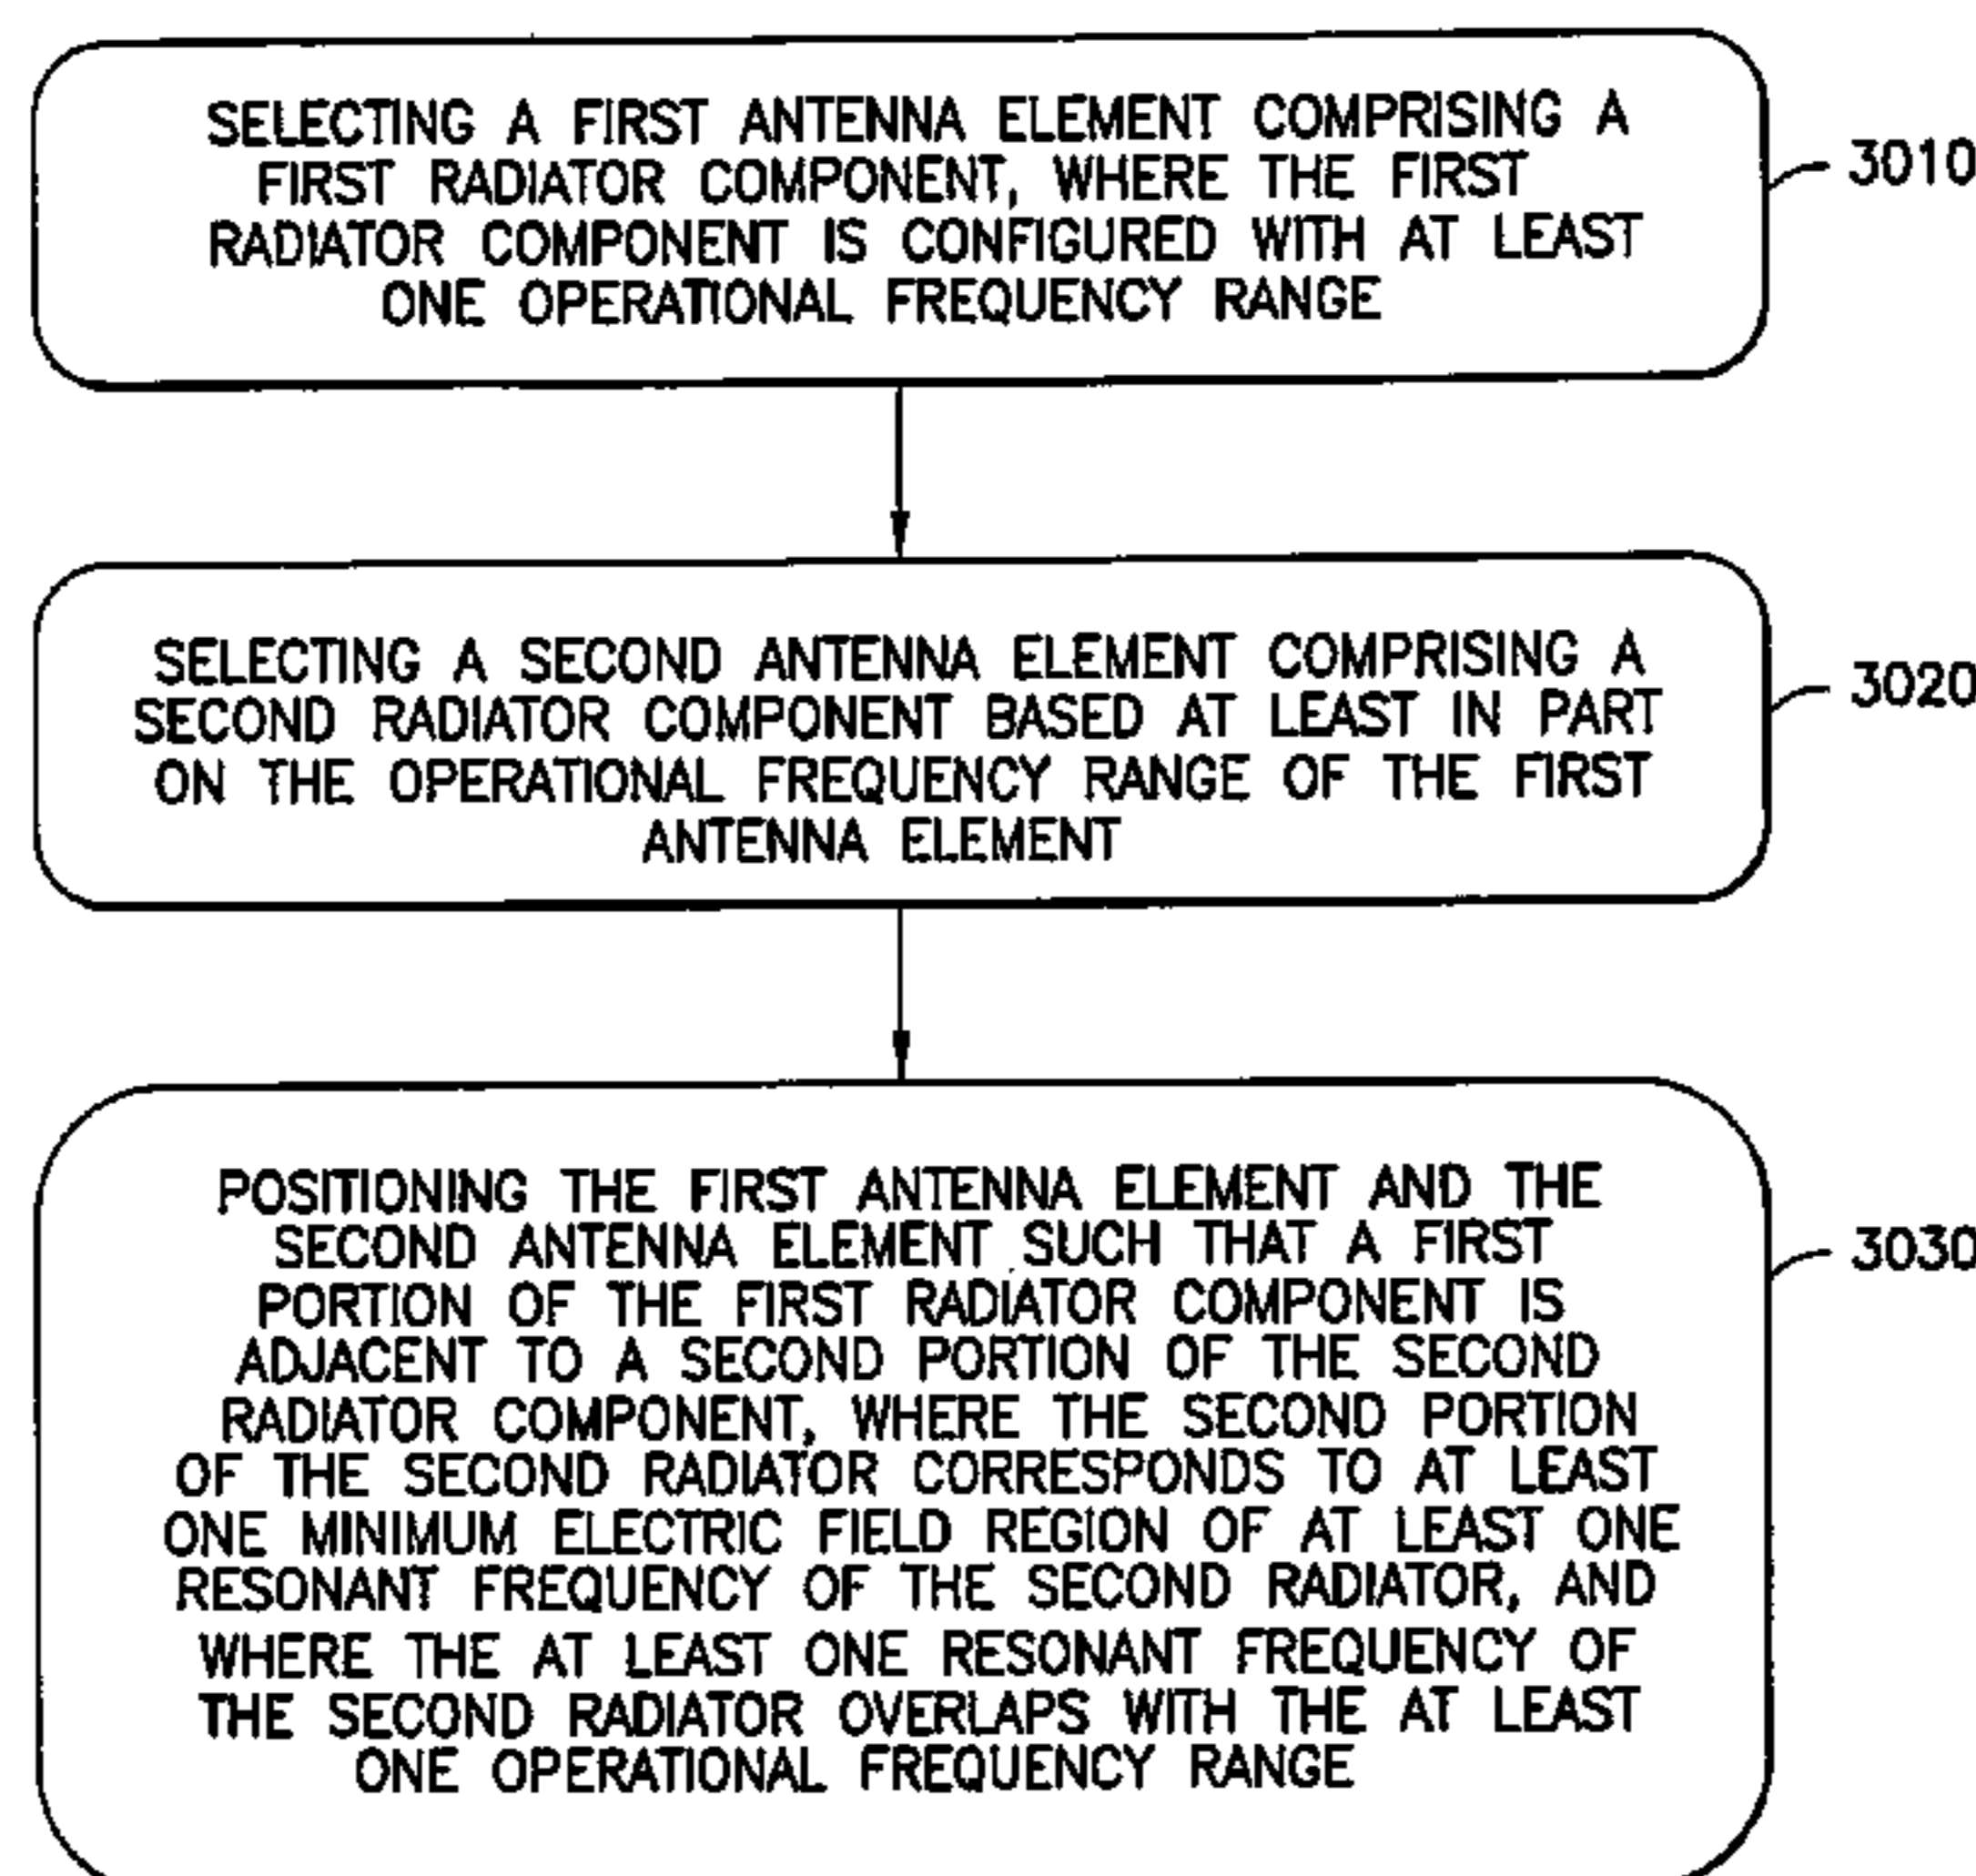 SELECTING A FIRST ANTENNA ELEMENT COMPRISING A
FIRST RADIATOR COMPONENT, WHERE THE FIRST
RADIATOR COMPONENT IS CONFIGURED WITH AT LEAST
ONE OPERATIONAL FREQUENCY RANGE
3010
SELECTING A SECOND ANTENNA ELEMENT COMPRISING A
SECOND RADIATOR COMPONENT BASED AT LEAST IN PART
ON THE OPERATIONAL FREQUENCY RANGE OF THE FIRST
ANTENNA ELEMENT
3020
POSITIONING THE FIRST ANTENNA ELEMENT AND THE
SECOND ANTENNA ELEMENT SUCH THAT A FIRST
PORTION OF THE FIRST RADIATOR COMPONENT IS
ADJACENT TO A SECOND PORTION OF THE SECOND
RADIATOR COMPONENT, WHERE THE SECOND PORTION
OF THE SECOND RADIATOR CORRESPONDS TO AT LEAST
ONE MINIMUM ELECTRIC FIELD REGION OF AT LEAST ONE
RESONANT FREQUENCY OF THE SECOND RADIATOR, AND
WHERE THE AT LEAST ONE RESONANT FREQUENCY OF
THE SECOND RADIATOR OVERLAPS WITH THE AT LEAST
ONE OPERATIONAL FREQUENCY RANGE
3030